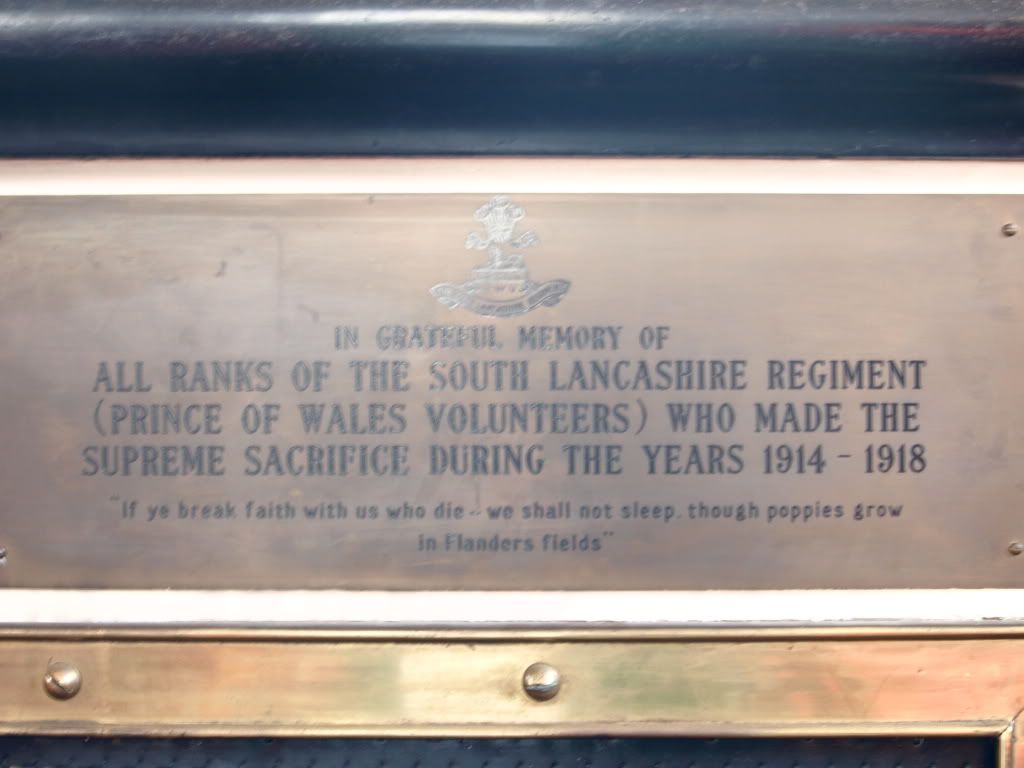 IN GRATEFUL MEMORY OF
ALL RANKS OF THE SOUTH LANCASHIRE REGIMENT
(PRINCE OF WALES VOLUNTEERS) WHO MADE THE
SUPREME SACRIFICE DURING THE YEARS 1914 - 1918
"If ye break faith with us who die - we shall not sleep, though poppies grow
in Flanders fields"